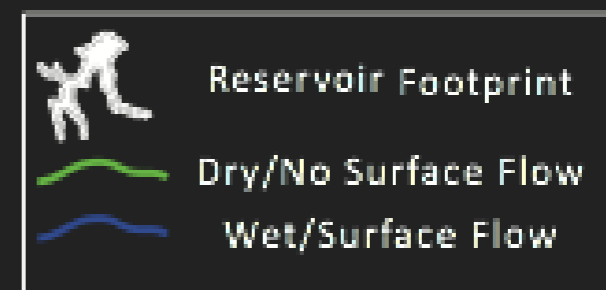 Reservoir Footprint
Dry/No Surface Flow
Wet/Surface Flow